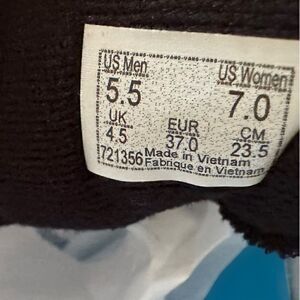 US Men US Women
5.5 7.0
UK EUR CM
4.5 37.0 23.5
721356 Made in Vietnam
Fabrique en Vietnam